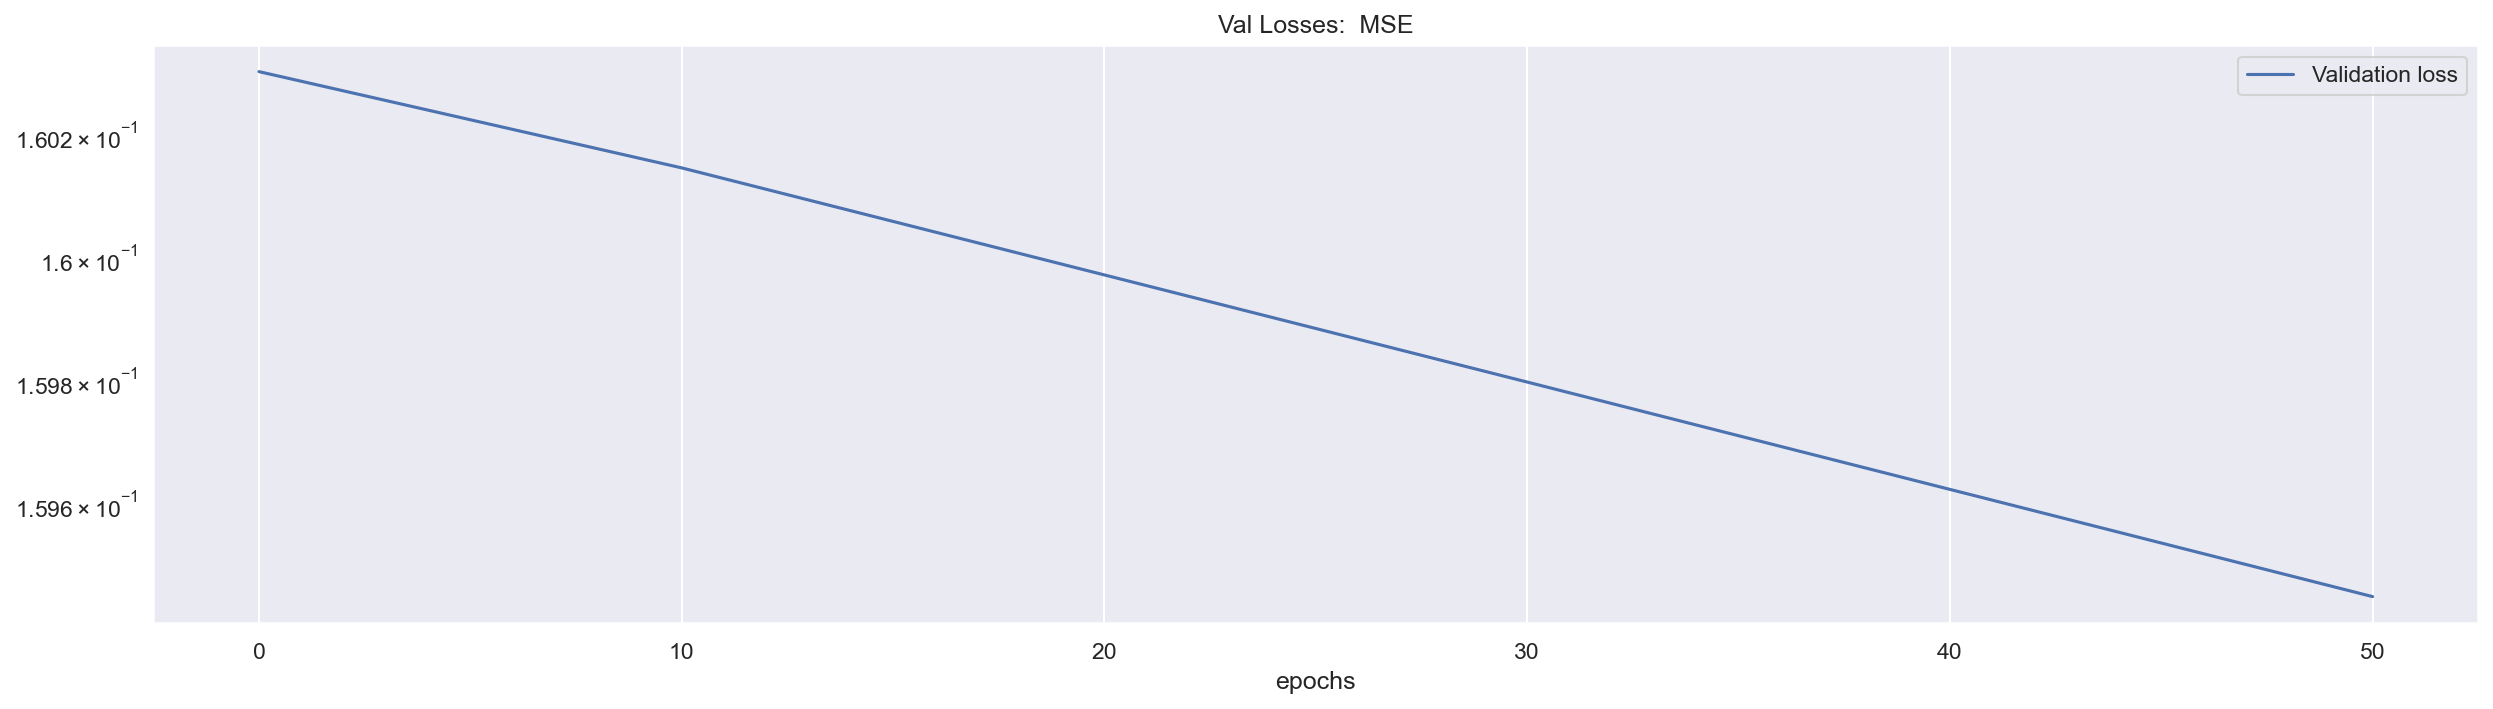 Val Losses:  MSE
Validation loss
1.602 × 10⁻¹
1.6 × 10⁻¹
1.598 × 10⁻¹
1.596 × 10⁻¹
0 10 20 30 40 50
epochs